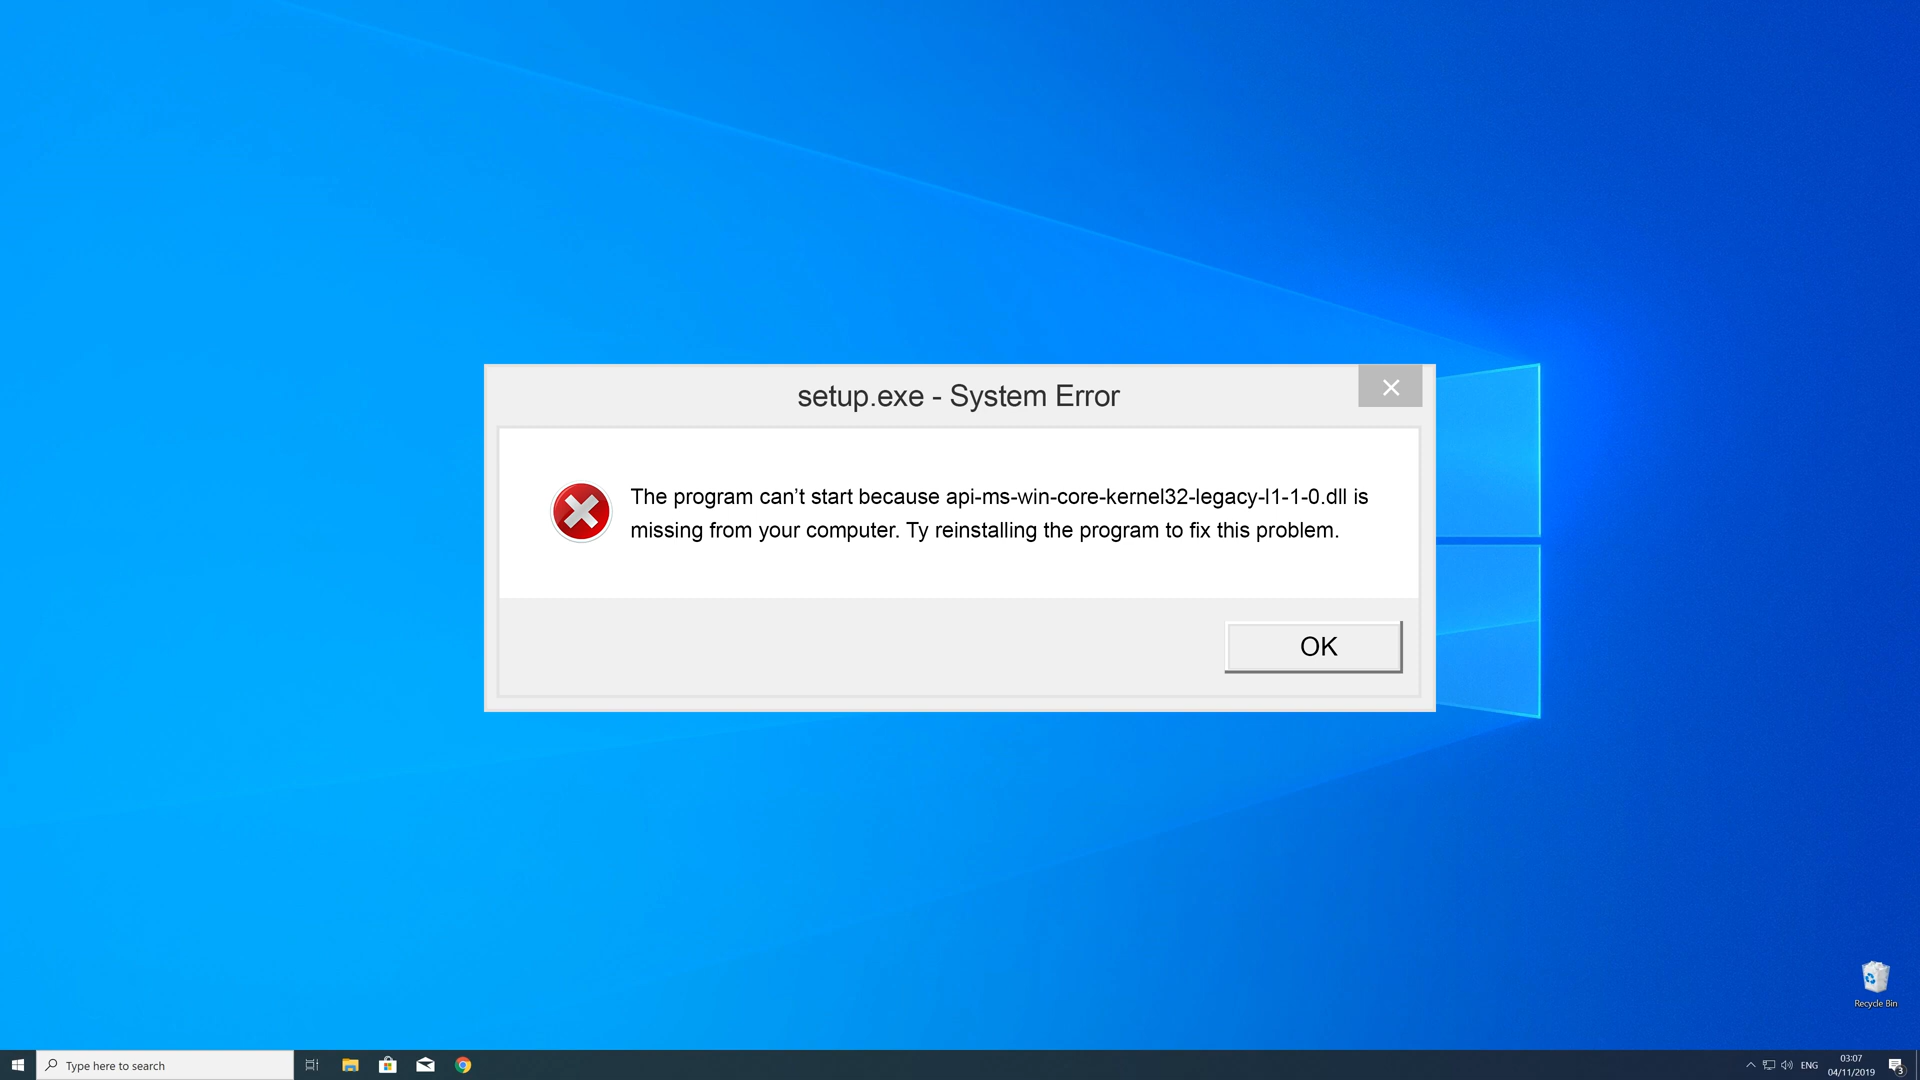 setup.exe - System Error
The program can’t start because api-ms-win-core-kernel32-legacy-l1-1-0.dll is
missing from your computer. Ty reinstalling the program to fix this problem.
OK
Recycle Bin
Type here to search
ENG
03:07
04/11/2019
3